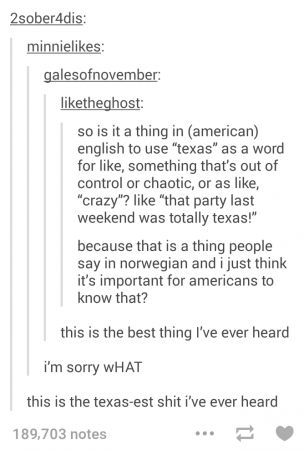 2sober4dis:
minnielikes:
galesofnovember:
liketheghost:
so is it a thing in (american)
english to use “texas” as a word
for like, something that’s out of
control or chaotic, or as like,
“crazy”? like “that party last
weekend was totally texas!”
because that is a thing people
say in norwegian and i just think
it’s important for americans to
know that?
this is the best thing I’ve ever heard
i’m sorry wHAT
this is the texas-est shit i’ve ever heard
189,703 notes